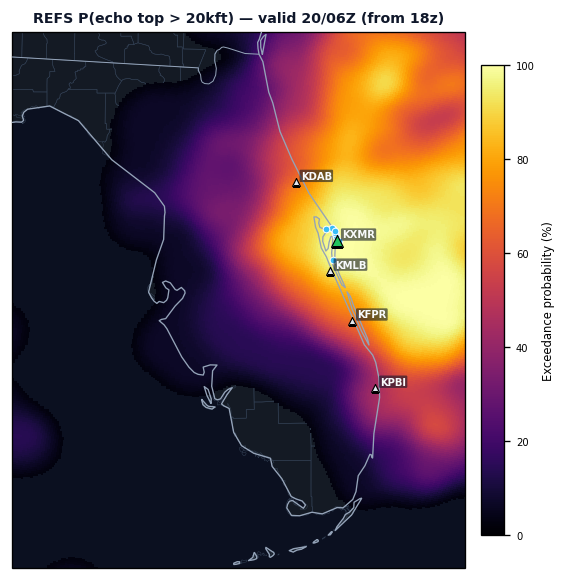 REFS P(echo top > 20kft) — valid 20/06Z (from 18z)
KDAB
KXMR
KMLB
KFPR
KPBI
100
80
60
40
20
0
Exceedance probability (%)